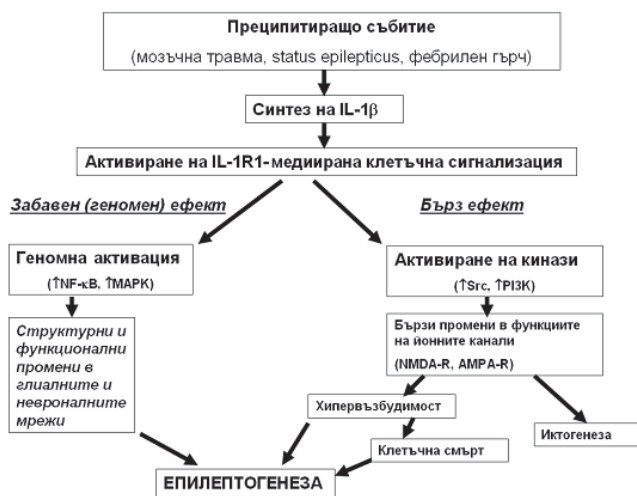 Преципитиращо събитие
(мозъчна травма, status epilepticus, фебрилен гърч)
Синтез на IL-1β
Активиране на IL-1R1-медиирана клетъчна сигнализация
Забавен (геномен) ефект
Бърз ефект
Геномна активация
(↑NF-κB, ↑MAPK)
Активиране на кинази
(↑Src, ↑PI3K)
Структурни и
функционални
промени в
глиалните и
невроналните
мрежи
Бързи промени в функциите
на йонните канали
(NMDA-R, AMPA-R)
Хипервъзбудимост
Иктогенеза
Клетъчна смърт
ЕПИЛЕПТОГЕНЕЗА